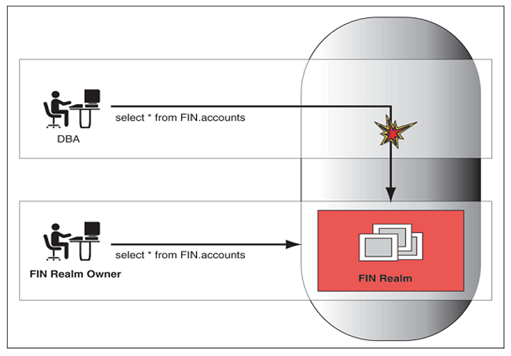 select * from FIN.accounts
DBA
select * from FIN.accounts
FIN Realm Owner
FIN Realm